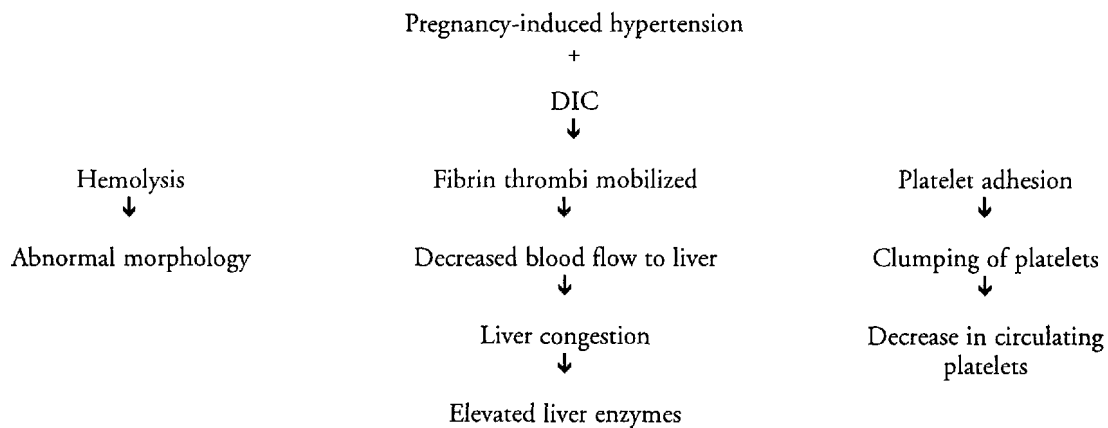 Pregnancy-induced hypertension
+
DIC
↓
Hemolysis Fibrin thrombi mobilized Platelet adhesion
↓ ↓ ↓
Abnormal morphology Decreased blood flow to liver Clumping of platelets
↓ ↓
Liver congestion Decrease in circulating
↓ platelets
Elevated liver enzymes